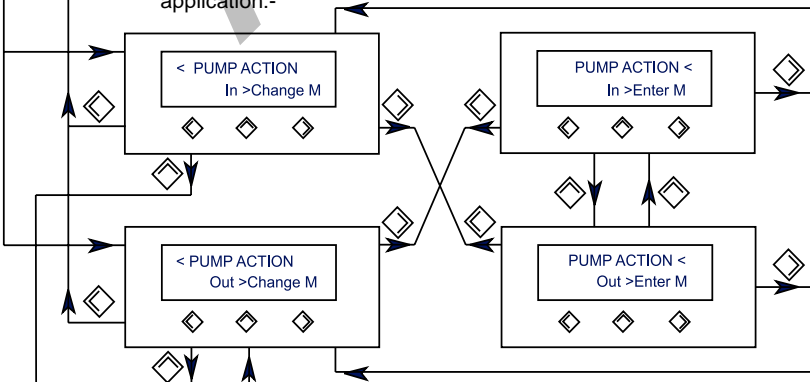 application.-
< PUMP ACTION
In >Change M
PUMP ACTION <
In >Enter M
< PUMP ACTION
Out >Change M
PUMP ACTION <
Out >Enter M